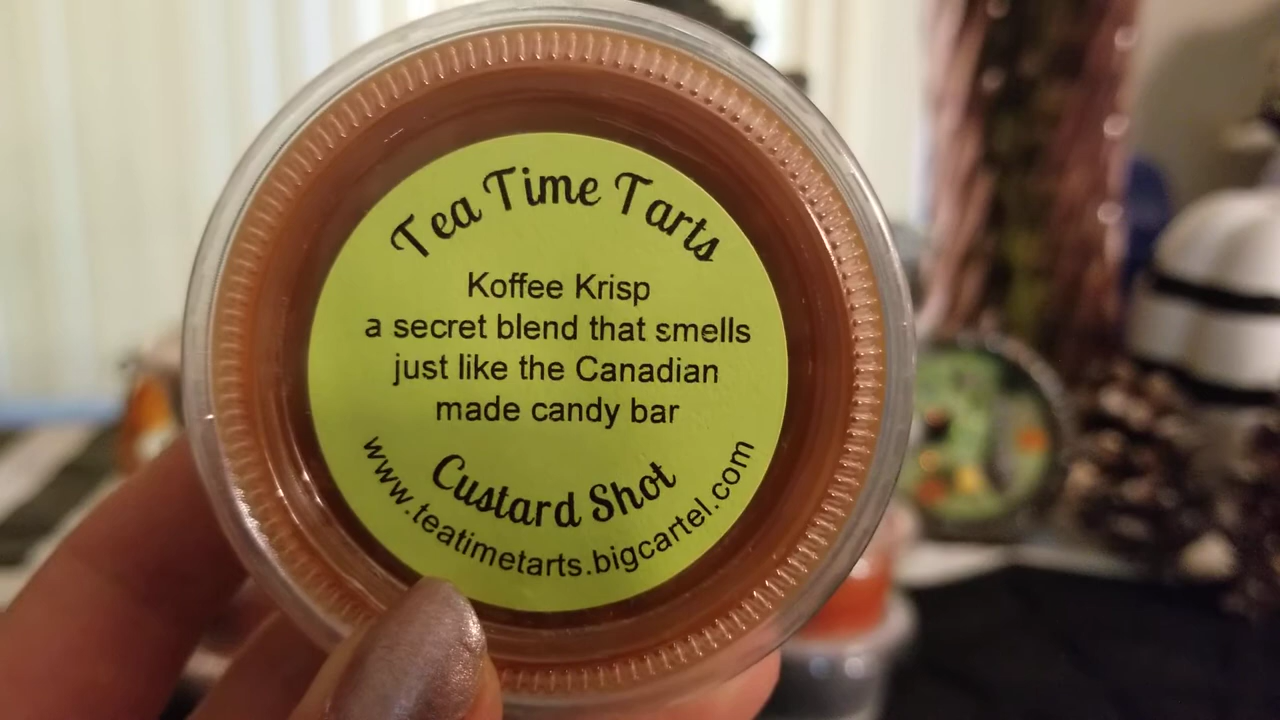 Tea Time Tarts
Koffee Krisp
a secret blend that smells
just like the Canadian
made candy bar
Custard Shot
www.teatimetarts.bigcartel.com